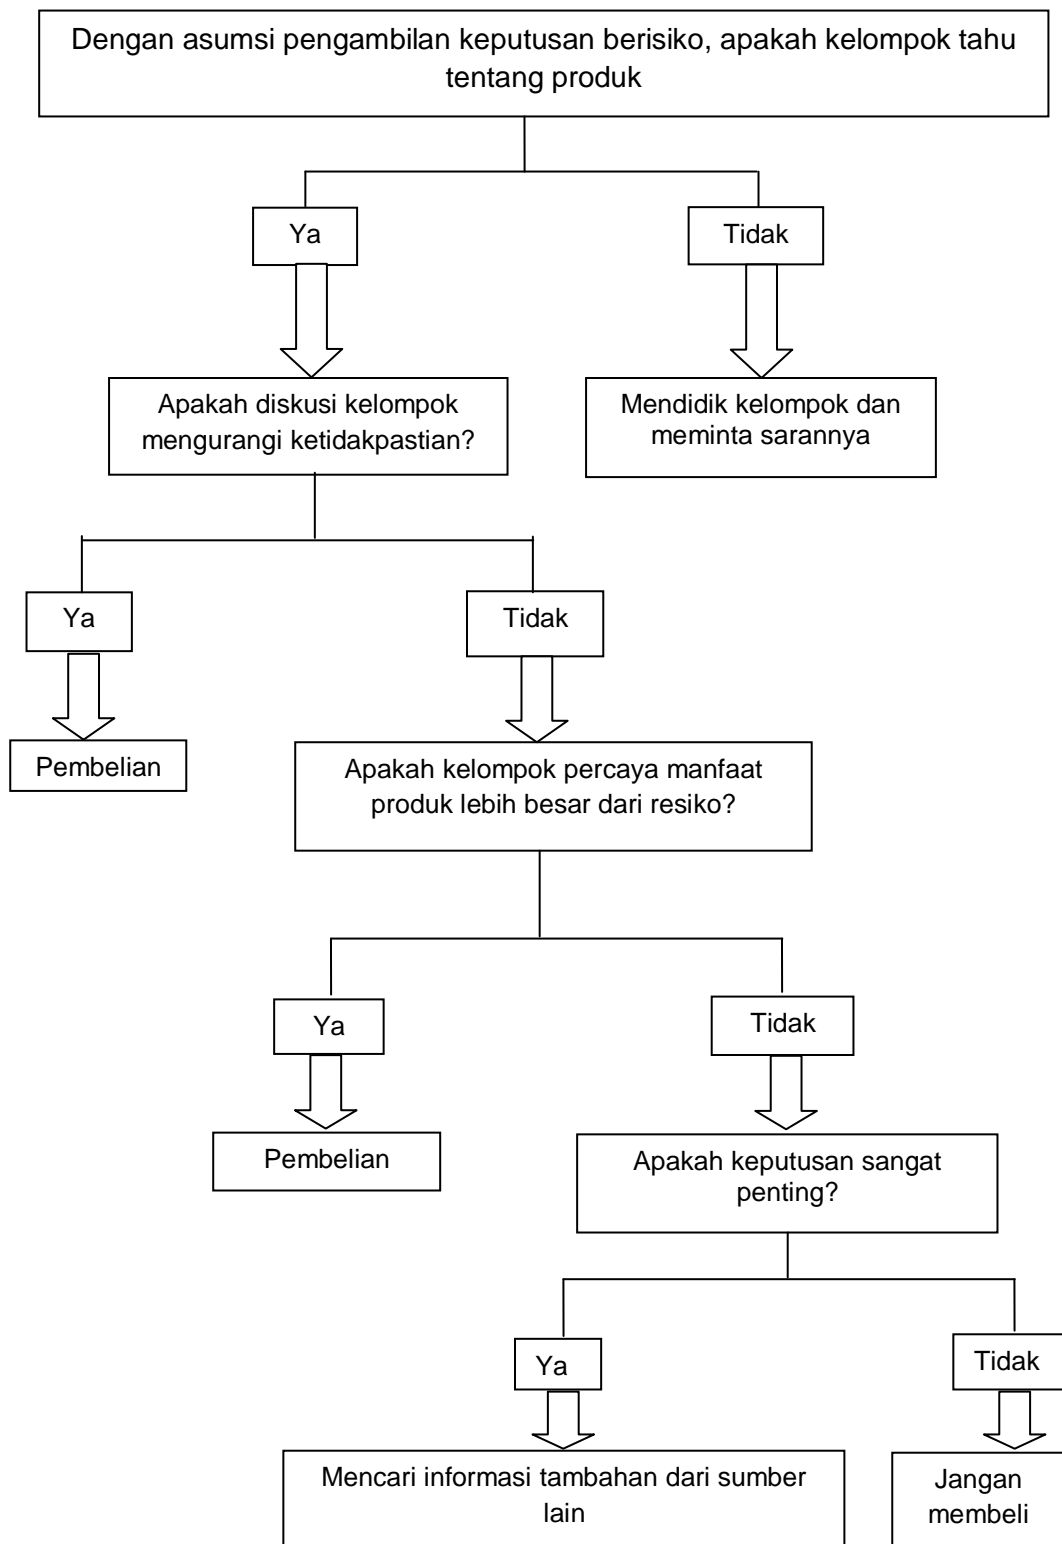 Dengan asumsi pengambilan keputusan berisiko, apakah kelompok tahu
tentang produk
Ya
Tidak
Apakah diskusi kelompok
mengurangi ketidakpastian?
Mendidik kelompok dan
meminta sarannya
Ya
Tidak
Pembelian
Apakah kelompok percaya manfaat
produk lebih besar dari resiko?
Ya
Tidak
Pembelian
Apakah keputusan sangat
penting?
Ya
Tidak
Mencari informasi tambahan dari sumber
lain
Jangan
membeli